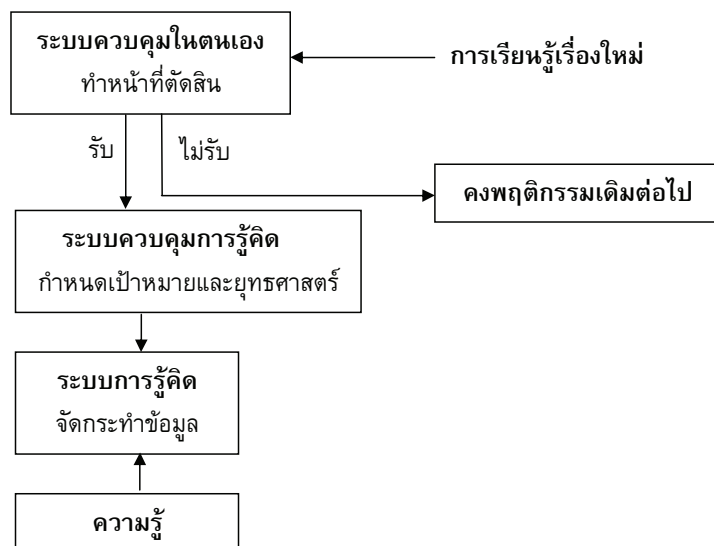 ระบบควบคุมในตนเอง
ทำหน้าที่ตัดสิน
การเรียนรู้เรื่องใหม่
รับ
ไม่รับ
คงพฤติกรรมเดิมต่อไป
ระบบควบคุมการรู้คิด
กำหนดเป้าหมายและยุทธศาสตร์
ระบบการรู้คิด
จัดกระทำข้อมูล
ความรู้